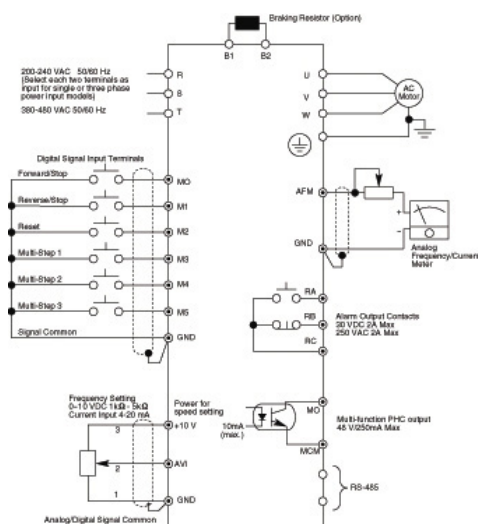 Braking Resistor (Option)
B1 B2
200-240 VAC 50/60 Hz
(Select each two terminals as
input for single or three phase
power input models)
380-480 VAC 50/60 Hz
R
S
T
U
V
W
AC
Motor
Digital Signal Input Terminals
Forward/Stop
MO
Reverse/Stop
M1
Reset
M2
Multi-Step 1
M3
Multi-Step 2
M4
Multi-Step 3
M5
Signal Common
GND
AFM
+
-
GND
Analog
Frequency/Current
Meter
RA
RB
RC
Alarm Output Contacts
30 VDC 2A Max
250 VAC 2A Max
Frequency Setting
0-10 VDC 1kΩ - 5kΩ
Current Input 4-20 mA
Power for
speed setting
3
+10 V
2
AVI
1
GND
Analog/Digital Signal Common
10mA
(max.)
MO
Multi-function PHC output
48 V/250mA Max
MCM
RS-485